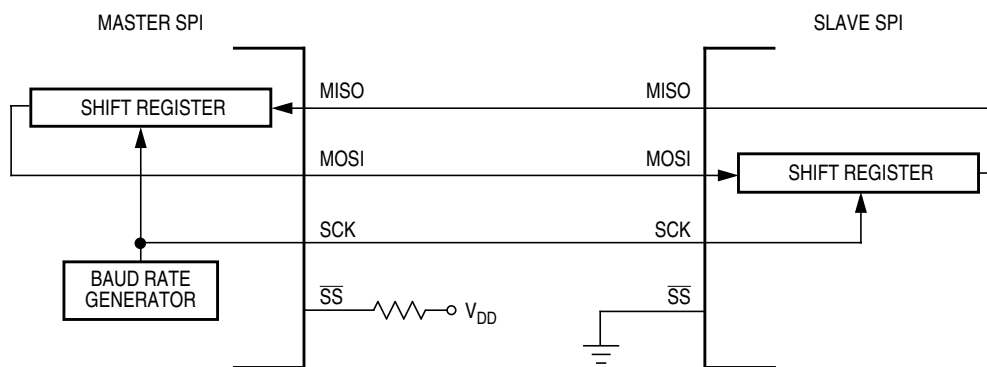 MASTER SPI
SLAVE SPI
MISO
MISO
SHIFT REGISTER
MOSI
MOSI
SHIFT REGISTER
SCK
SCK
BAUD RATE
GENERATOR
SS
V_DD
SS